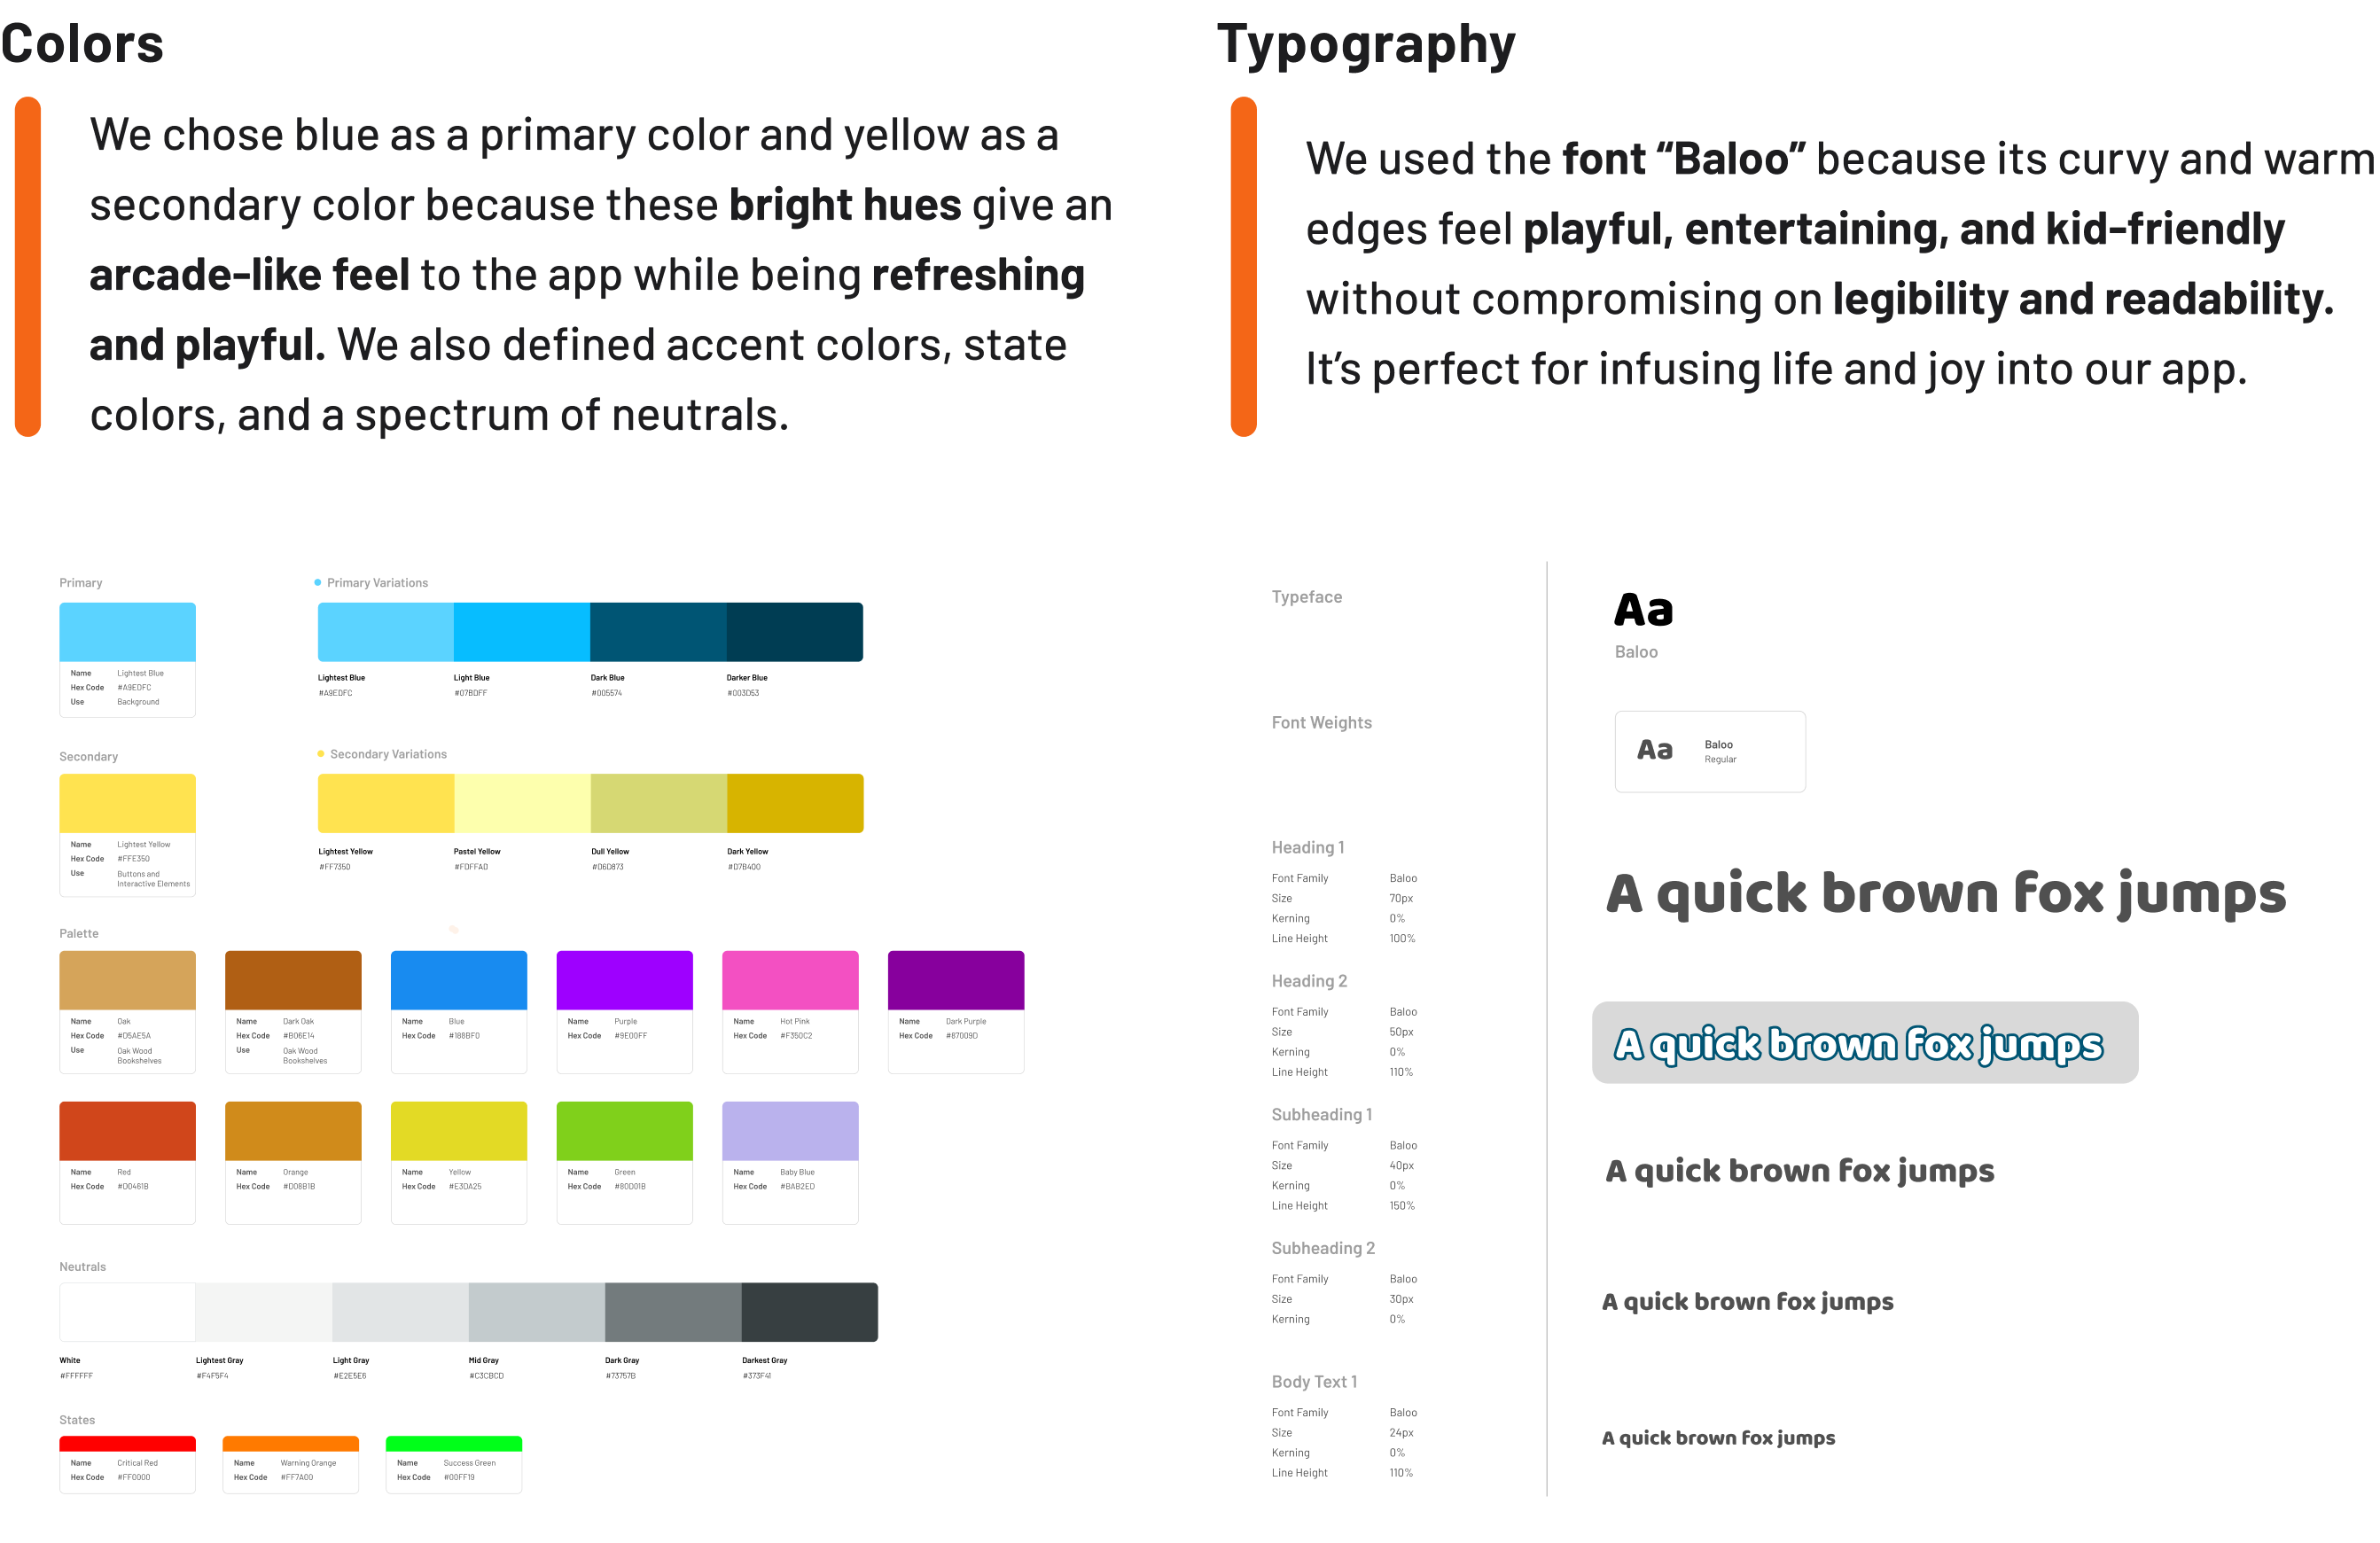 Colors
We chose blue as a primary color and yellow as a
secondary color because these bright hues give an
arcade-like feel to the app while being refreshing
and playful. We also defined accent colors, state
colors, and a spectrum of neutrals.
Primary
Name Lightest Blue
Hex Code #A9EDFC
Use Background
Primary Variations
Lightest Blue Light Blue Dark Blue Darker Blue
#A9EDFC #07BDFF #005574 #003D53
Secondary
Name Lightest Yellow
Hex Code #FFE350
Use Buttons and
Interactive Elements
Secondary Variations
Lightest Yellow Pastel Yellow Dull Yellow Dark Yellow
#FF7350 #FDFFAD #D6D873 #D7B400
Palette
Name Oak
Hex Code #D5AE5A
Use Oak Wood
Bookshelves
Name Dark Oak
Hex Code #B06E14
Use Oak Wood
Bookshelves
Name Blue
Hex Code #188BF0
Name Purple
Hex Code #9E00FF
Name Hot Pink
Hex Code #F350C2
Name Dark Purple
Hex Code #87009D
Name Red
Hex Code #D0461B
Name Orange
Hex Code #D08B1B
Name Yellow
Hex Code #E3DA25
Name Green
Hex Code #80D01B
Name Baby Blue
Hex Code #BAB2ED
Neutrals
White Lightest Gray Light Gray Mid Gray Dark Gray Darkest Gray
#FFFFFF #F4F5F4 #E2E5E6 #C3CBCD #73757B #373F41
States
Name Critical Red
Hex Code #FF0000
Name Warning Orange
Hex Code #FF7A00
Name Success Green
Hex Code #00FF19
Typography
We used the font “Baloo” because its curvy and warm
edges feel playful, entertaining, and kid-friendly
without compromising on legibility and readability.
It’s perfect for infusing life and joy into our app.
Typeface
Aa
Baloo
Font Weights
Aa
Baloo
Regular
Heading 1
Font Family Baloo
Size 70px
Kerning 0%
Line Height 100%
A quick brown fox jumps
Heading 2
Font Family Baloo
Size 50px
Kerning 0%
Line Height 110%
A quick brown fox jumps
Subheading 1
Font Family Baloo
Size 40px
Kerning 0%
Line Height 150%
A quick brown fox jumps
Subheading 2
Font Family Baloo
Size 30px
Kerning 0%
A quick brown fox jumps
Body Text 1
Font Family Baloo
Size 24px
Kerning 0%
Line Height 110%
A quick brown fox jumps